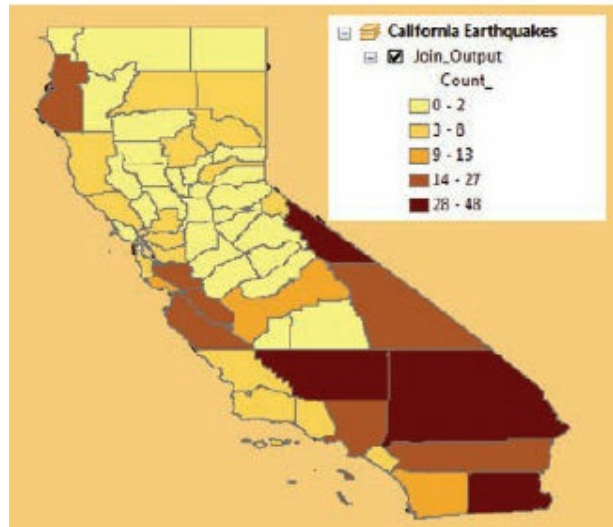 California Earthquakes
Join_Output
Count_
0 - 2
3 - 8
9 - 13
14 - 27
28 - 48